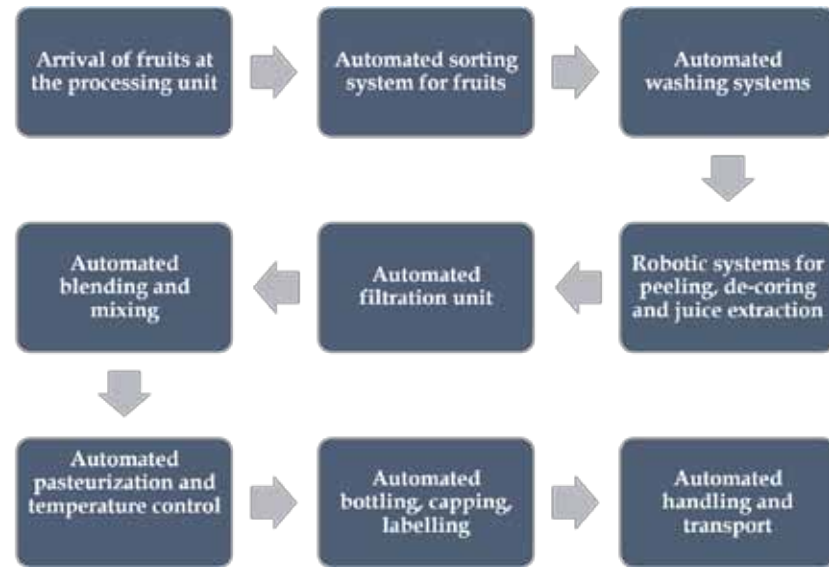 Arrival of fruits at
the processing unit
Automated sorting
system for fruits
Automated
washing systems
Robotic systems for
peeling, de-coring
and juice extraction
Automated
filtration unit
Automated
blending and
mixing
Automated
pasteurization and
temperature control
Automated
bottling, capping,
labelling
Automated
handling and
transport